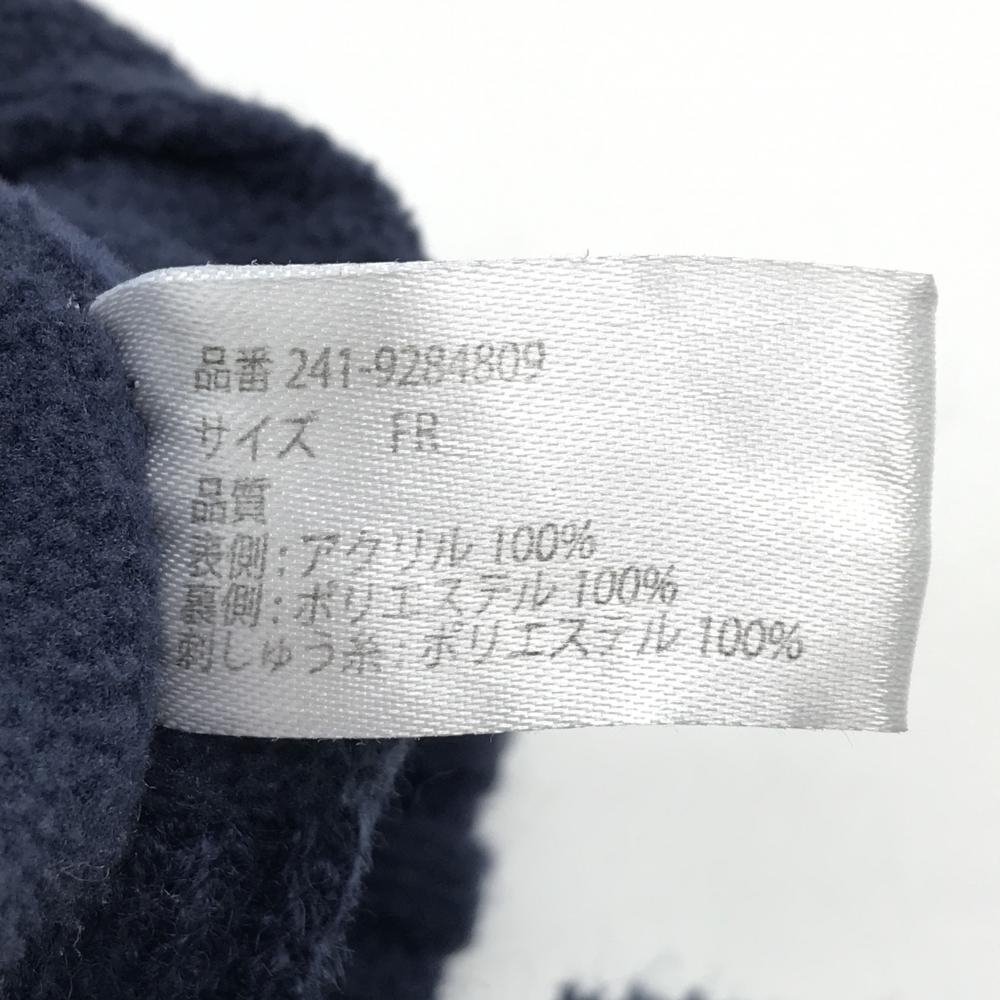 品番 241-9284809
サイズ FR
品質
表側 : アクリル 100%
裏側 : ポリエステル 100%
刺しゅう糸 : ポリエステル 100%